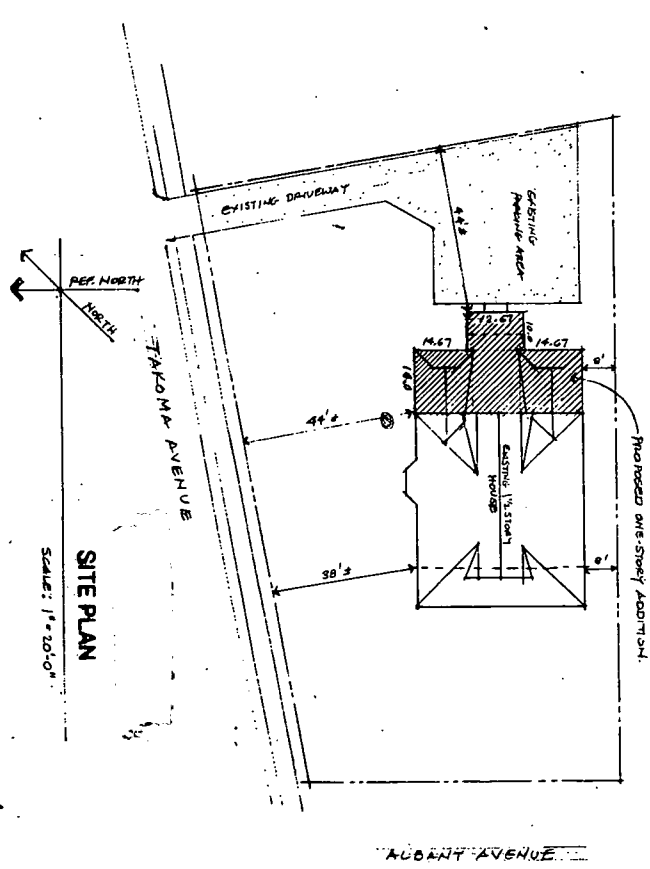 EXISTING DRIVEWAY
EXISTING
PARKING AREA
44'±
REF. NORTH
NORTH
TAKOMA AVENUE
12.67
10.0
14.67
14.67
8'
44'±
EXISTING 1½ STORY
HOUSE
PROPOSED ONE-STORY ADDITION.
38'±
8'
SITE PLAN
SCALE: 1" = 20'-0"
ALBANY AVENUE